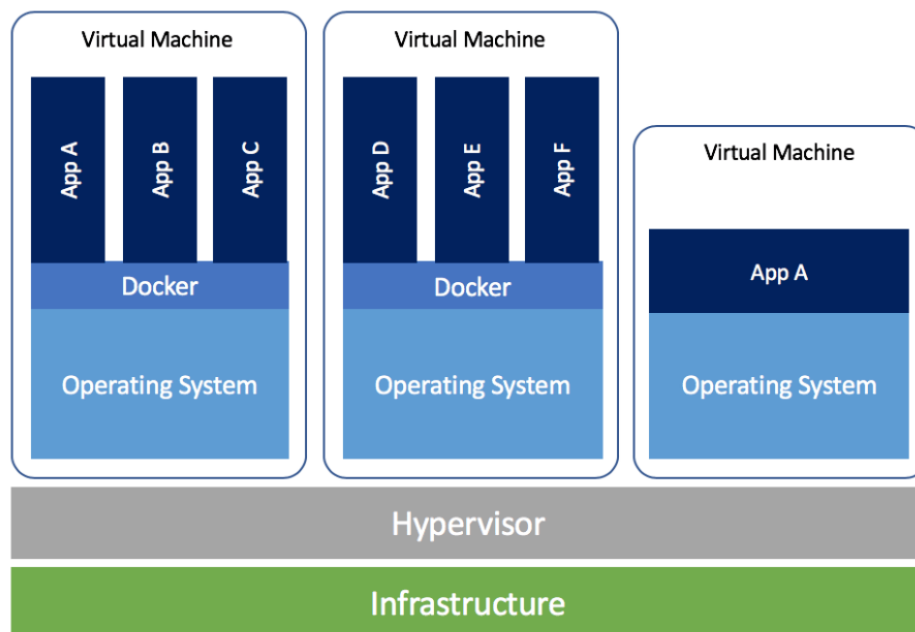 Virtual Machine
App A
App B
App C
Docker
Operating System
Virtual Machine
App D
App E
App F
Docker
Operating System
Virtual Machine
App A
Operating System
Hypervisor
Infrastructure